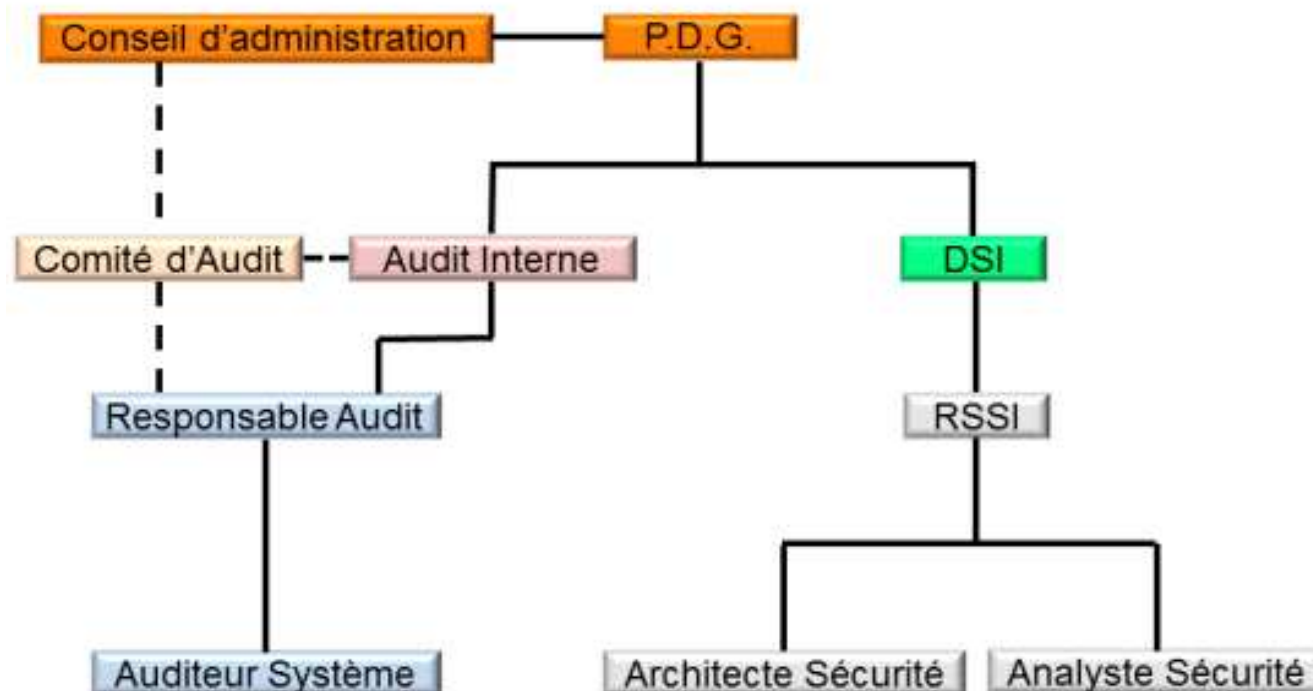 Conseil d'administration
P.D.G.
Comité d'Audit
Audit Interne
DSI
Responsable Audit
RSSI
Auditeur Système
Architecte Sécurité
Analyste Sécurité